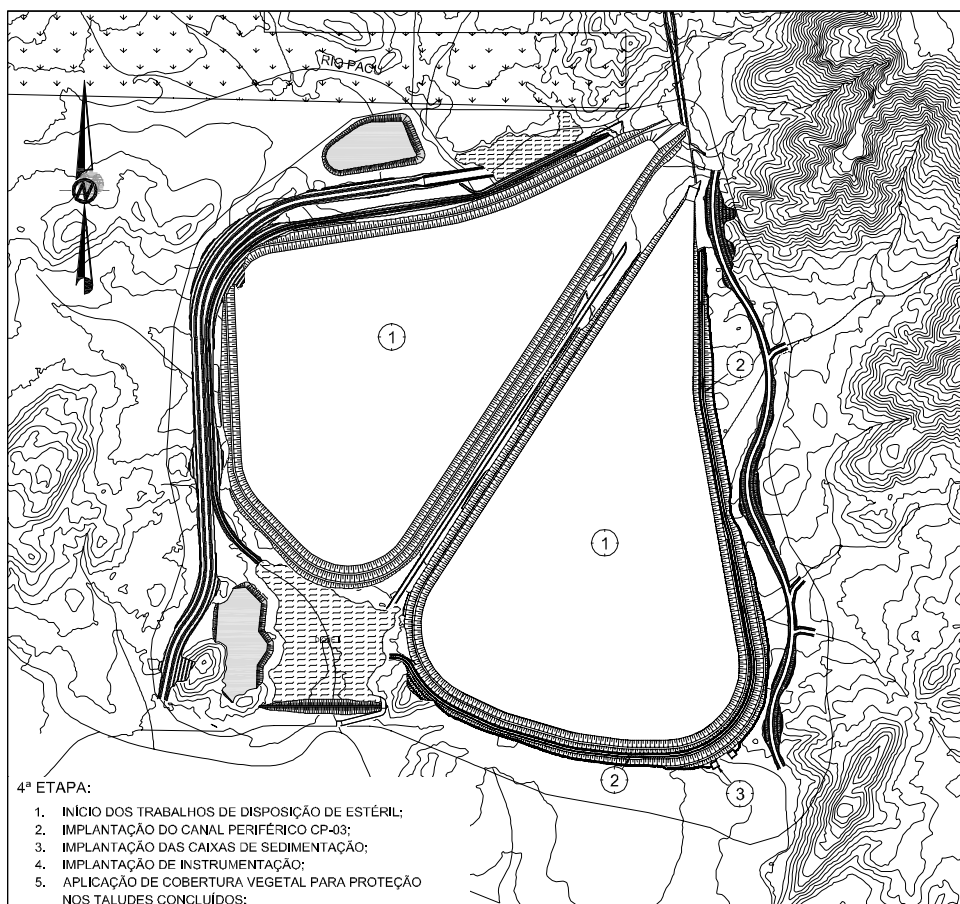 RIO PACU
N
1
2
1
2
3
4ª ETAPA:
1. INÍCIO DOS TRABALHOS DE DISPOSIÇÃO DE ESTÉRIL;
2. IMPLANTAÇÃO DO CANAL PERIFÉRICO CP-03;
3. IMPLANTAÇÃO DAS CAIXAS DE SEDIMENTAÇÃO;
4. IMPLANTAÇÃO DE INSTRUMENTAÇÃO;
5. APLICAÇÃO DE COBERTURA VEGETAL PARA PROTEÇÃO
NOS TALUDES CONCLUÍDOS;